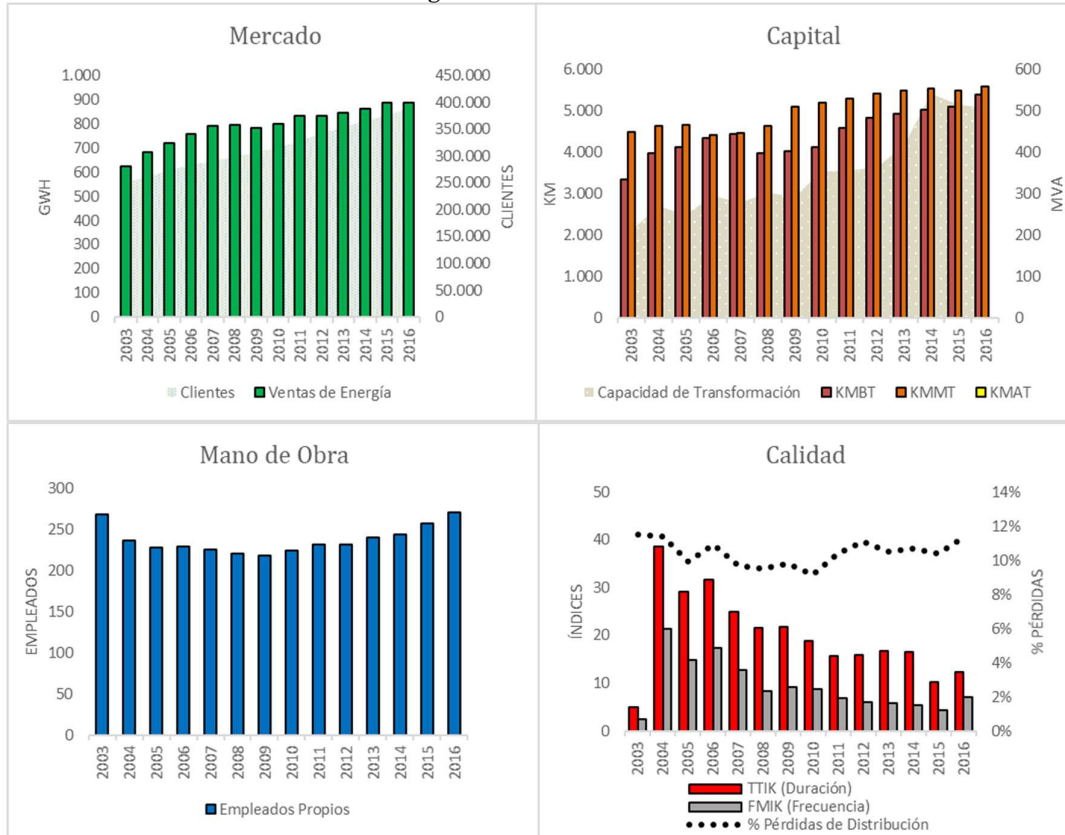 Mercado
1.000
900
800
700
600
500
400
300
200
100
0
GWH
450.000
400.000
350.000
300.000
250.000
200.000
150.000
100.000
50.000
0
CLIENTES
2003 2004 2005 2006 2007 2008 2009 2010 2011 2012 2013 2014 2015 2016
Clientes Ventas de Energía
Capital
6.000
5.000
4.000
3.000
2.000
1.000
0
KM
600
500
400
300
200
100
0
MVA
2003 2004 2005 2006 2007 2008 2009 2010 2011 2012 2013 2014 2015 2016
Capacidad de Transformación KMBT KMMT KMAT
Mano de Obra
300
250
200
150
100
50
0
EMPLEADOS
2003 2004 2005 2006 2007 2008 2009 2010 2011 2012 2013 2014 2015 2016
Empleados Propios
Calidad
50
40
30
20
10
0
ÍNDICES
14%
12%
10%
8%
6%
4%
2%
0%
% PÉRDIDAS
2003 2004 2005 2006 2007 2008 2009 2010 2011 2012 2013 2014 2015 2016
TTIK (Duración)
FMIK (Frecuencia)
% Pérdidas de Distribución